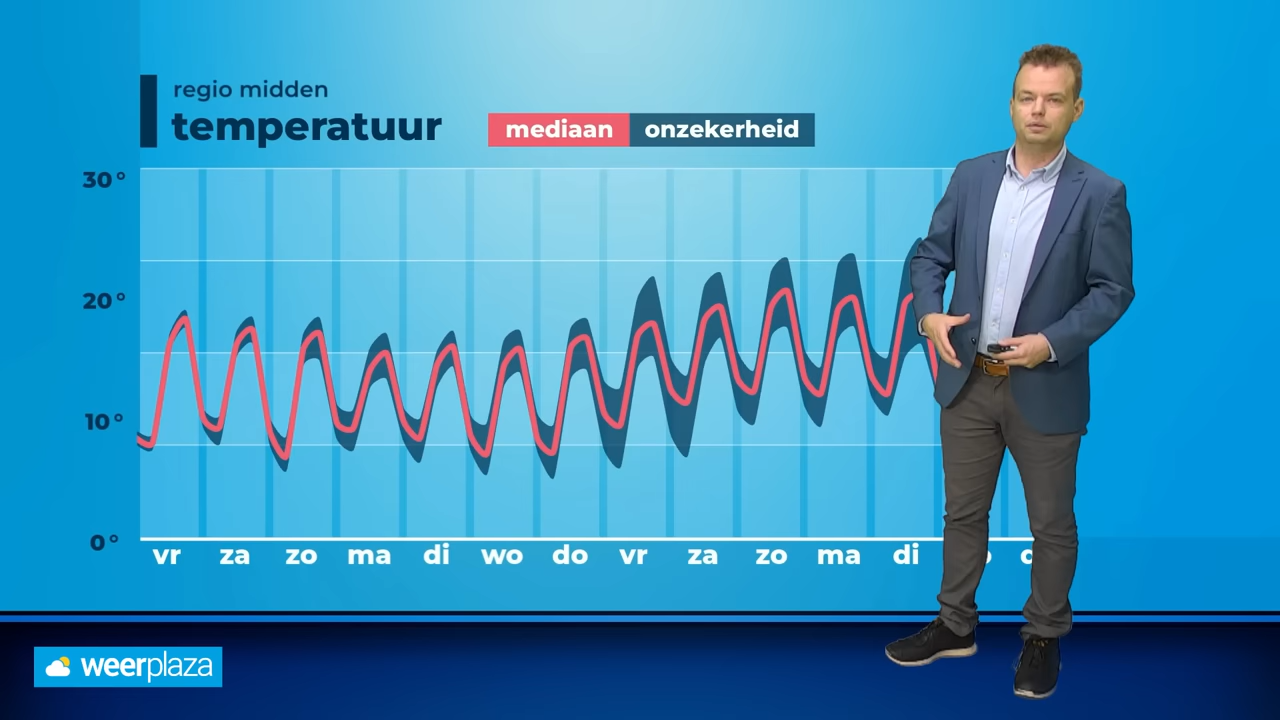 regio midden
temperatuur
mediaan onzekerheid
30°
20°
10°
0°
vr za zo ma di wo do vr za zo ma di
weerplaza